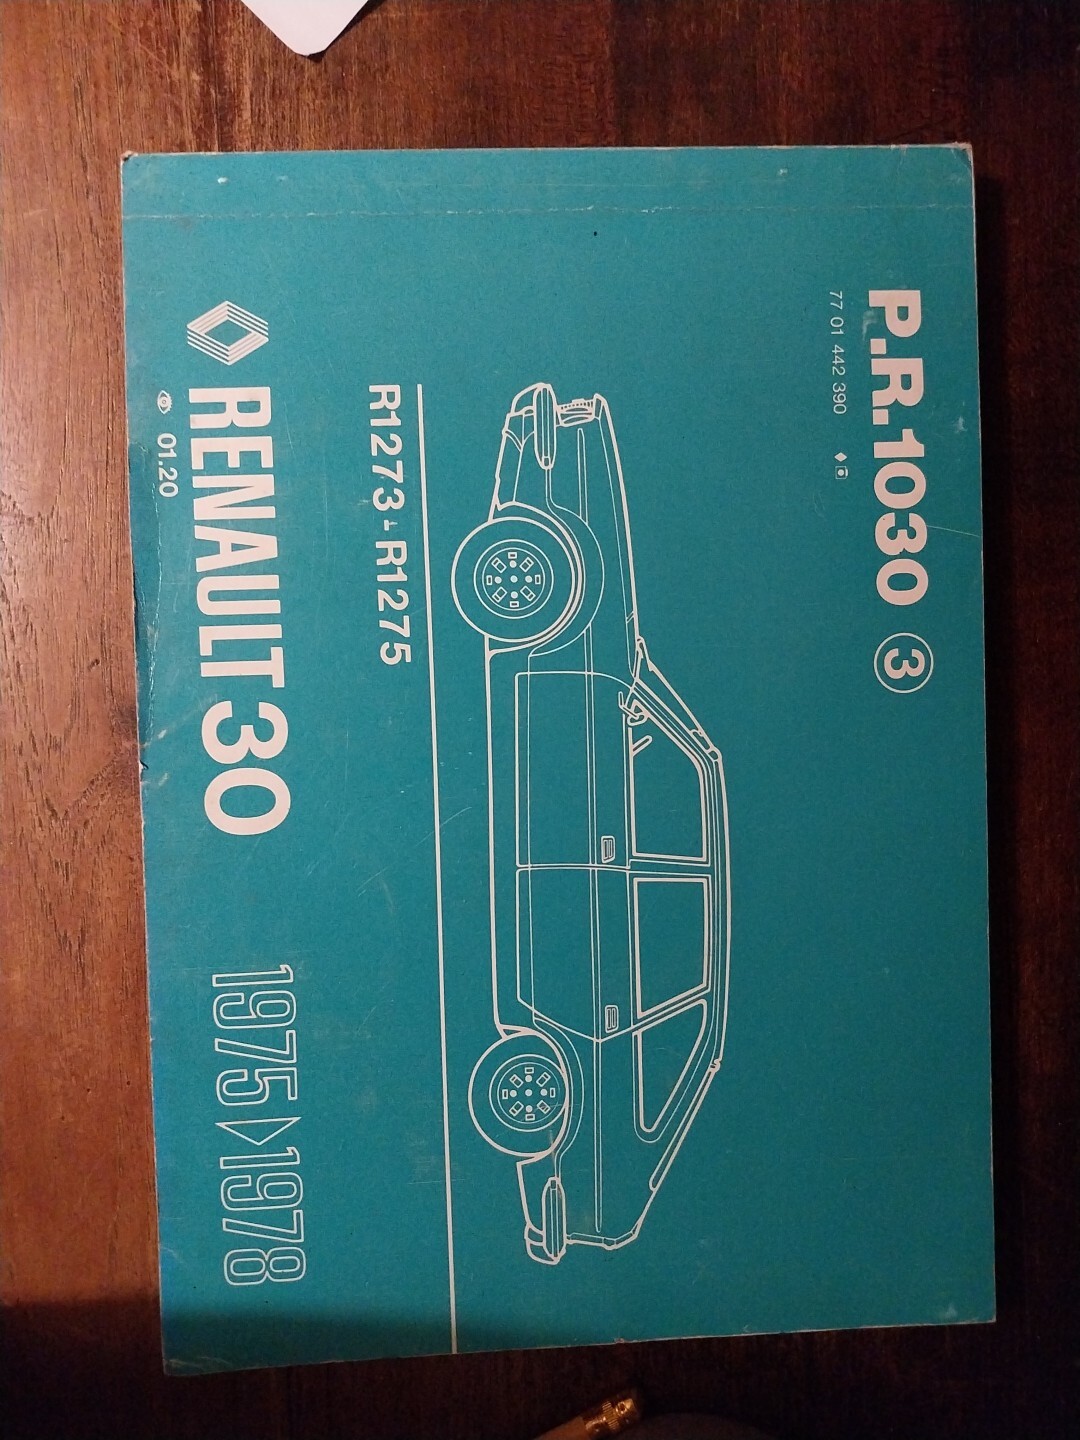 P.R.1030 3
77 01 442 390
R1273-R1275
RENAULT 30 1975 1978
01.20